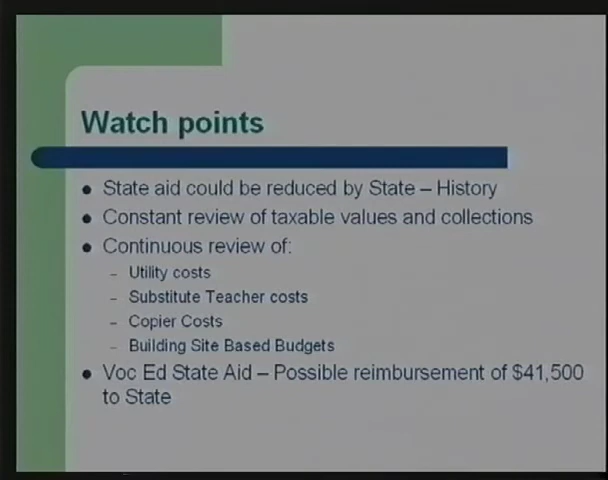 Watch points
● State aid could be reduced by State – History
● Constant review of taxable values and collections
● Continuous review of:
– Utility costs
– Substitute Teacher costs
– Copier Costs
– Building Site Based Budgets
● Voc Ed State Aid – Possible reimbursement of $41,500
to State